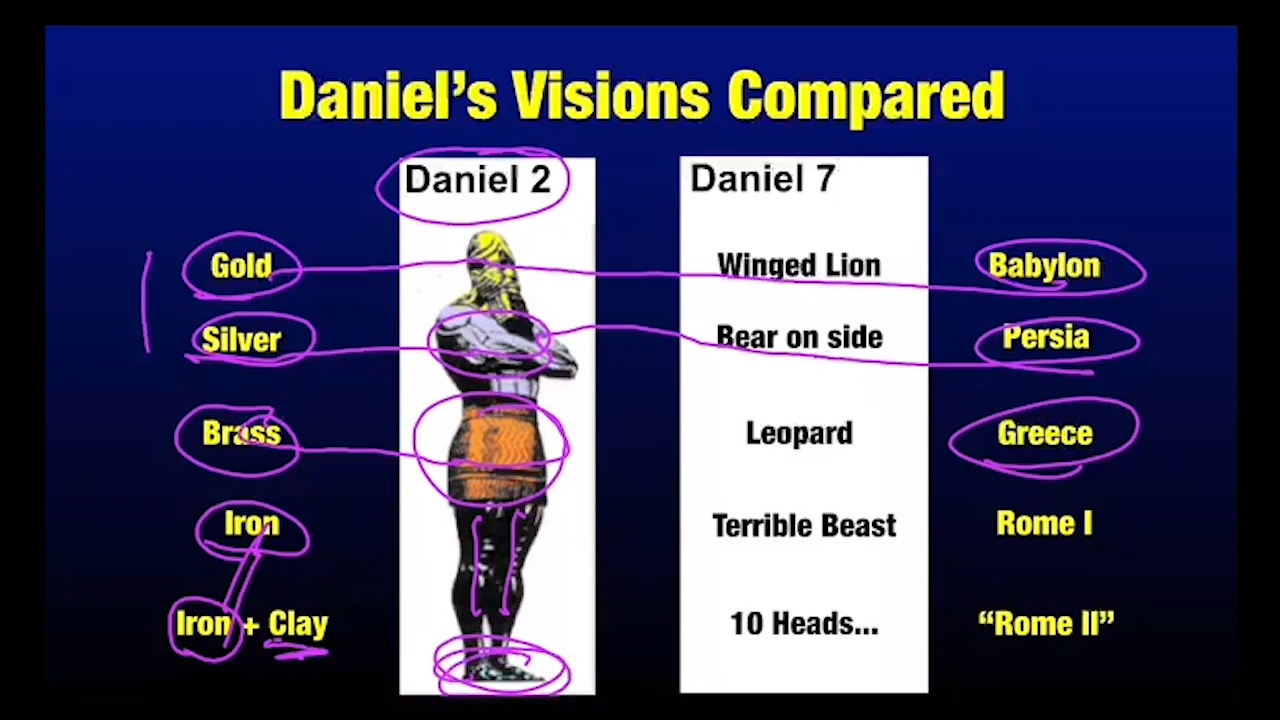 Daniel's Visions Compared
Daniel 2
Daniel 7
Gold
Winged Lion
Babylon
Silver
Bear on side
Persia
Brass
Leopard
Greece
Iron
Terrible Beast
Rome I
Iron + Clay
10 Heads...
“Rome II”